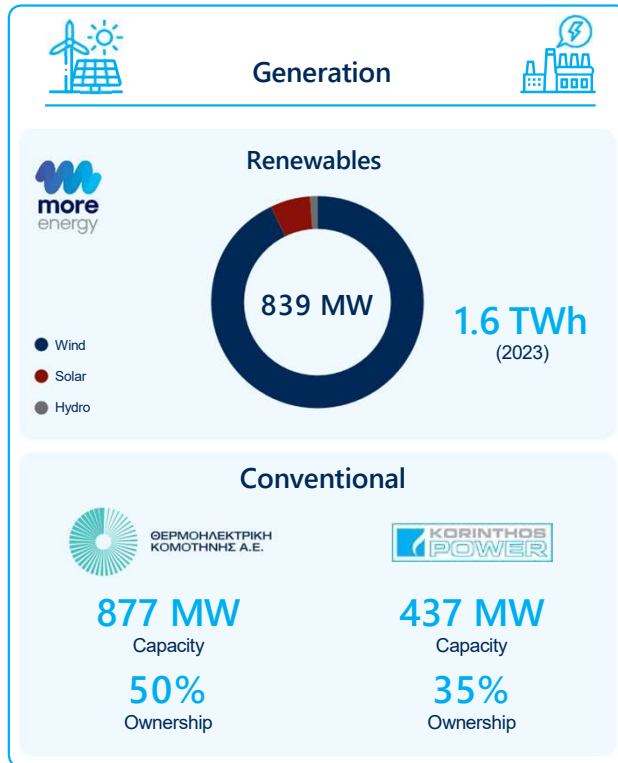 Generation
Renewables
more
energy
839 MW
1.6 TWh
(2023)
Wind
Solar
Hydro
Conventional
ΘΕΡΜΟΗΛΕΚΤΡΙΚΗ
ΚΟΜΟΤΗΝΗΣ Α.Ε.
KORINTHOS
POWER
877 MW
Capacity
50%
Ownership
437 MW
Capacity
35%
Ownership